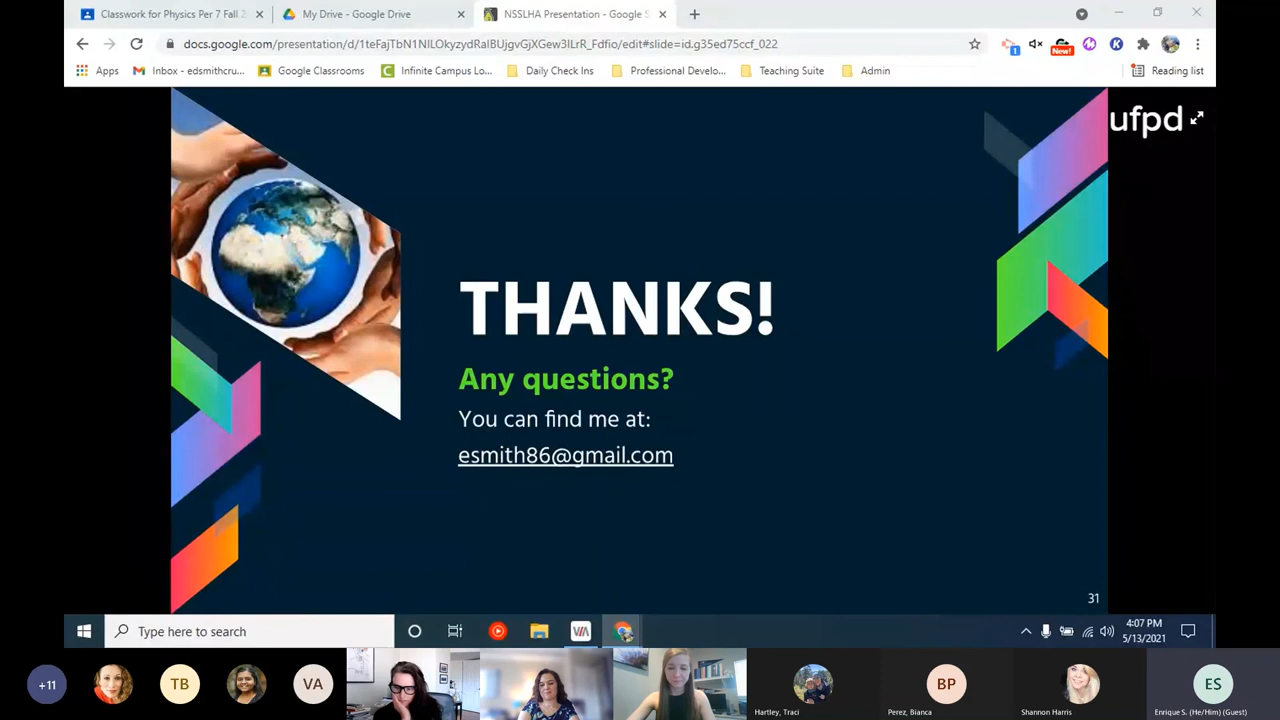 Classwork for Physics Per 7 Fall 2
My Drive - Google Drive
NSSLHA Presentation - Google S
docs.google.com/presentation/d/
edit#slide=id.g35ed75ccf_022
New!
1
Apps
Inbox - edsmithcru...
Google Classrooms
Infinite Campus Lo...
Daily Check Ins
Professional Develo...
Teaching Suite
Admin
Reading list
ufpd
THANKS!
Any questions?
You can find me at:
esmith86@gmail.com
31
Type here to search
VIA
4:07 PM
5/13/2021
+11
TB
VA
Hartley, Traci
BP
Perez, Bianca
Shannon Harris
ES
Enrique S. (He/Him) (Guest)